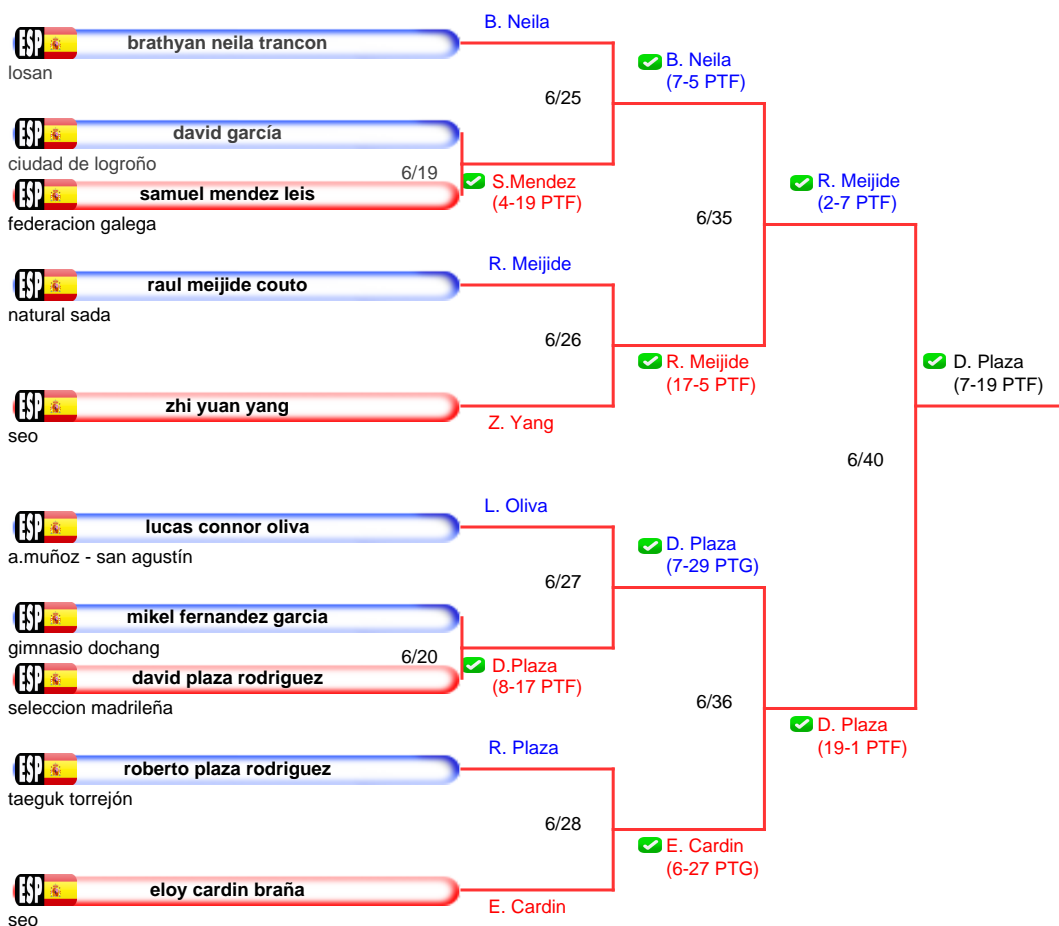 B. Neila
ESP brathyan neila trancon
losan
B. Neila
(7-5 PTF)
6/25
ESP david garcía
ciudad de logroño
6/19
S.Mendez
(4-19 PTF)
ESP samuel mendez leis
federacion galega
R. Meijide
(2-7 PTF)
6/35
R. Meijide
ESP raul meijide couto
natural sada
6/26
R. Meijide
(17-5 PTF)
D. Plaza
(7-19 PTF)
ESP zhi yuan yang
Z. Yang
seo
6/40
L. Oliva
ESP lucas connor oliva
a.muñoz - san agustín
D. Plaza
(7-29 PTG)
6/27
ESP mikel fernandez garcia
gimnasio dochang
6/20
D.Plaza
(8-17 PTF)
ESP david plaza rodriguez
seleccion madrileña
6/36
D. Plaza
(19-1 PTF)
R. Plaza
ESP roberto plaza rodriguez
taeguk torrejón
6/28
E. Cardin
(6-27 PTG)
ESP eloy cardin braña
E. Cardin
seo